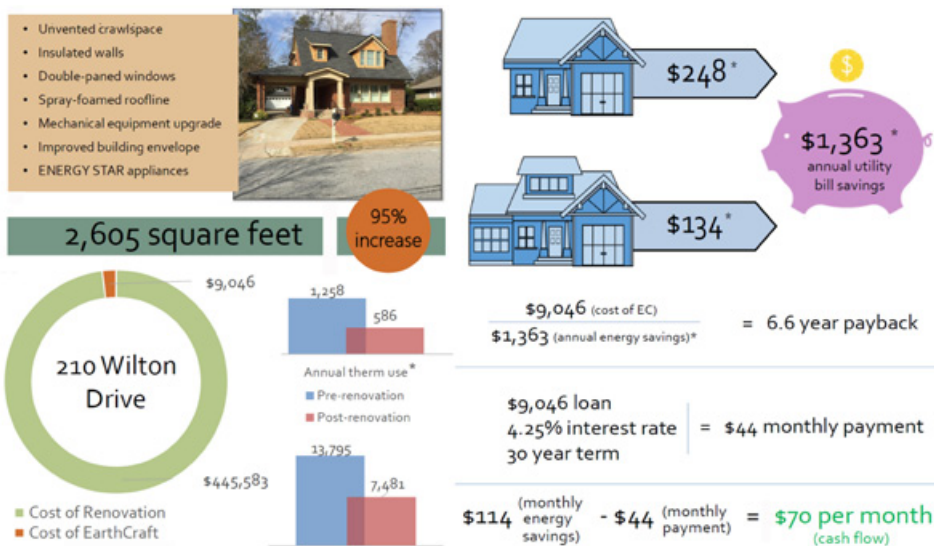 • Unvented crawlspace
• Insulated walls
• Double-paned windows
• Spray-foamed roofline
• Mechanical equipment upgrade
• Improved building envelope
• ENERGY STAR appliances
2,605 square feet
95%
increase
$9,046
210 Wilton
Drive
$445,583
Cost of Renovation
Cost of EarthCraft
1,258
586
Annual therm use*
Pre-renovation
Post-renovation
13,795
7,481
$248*
$134*
$
$1,363*
annual utility
bill savings
$9,046 (cost of EC)
$1,363 (annual energy savings)*
= 6.6 year payback
$9,046 loan
4.25% interest rate
30 year term
= $44 monthly payment
$114 (monthly energy savings) - $44 (monthly payment) = $70 per month
(cash flow)